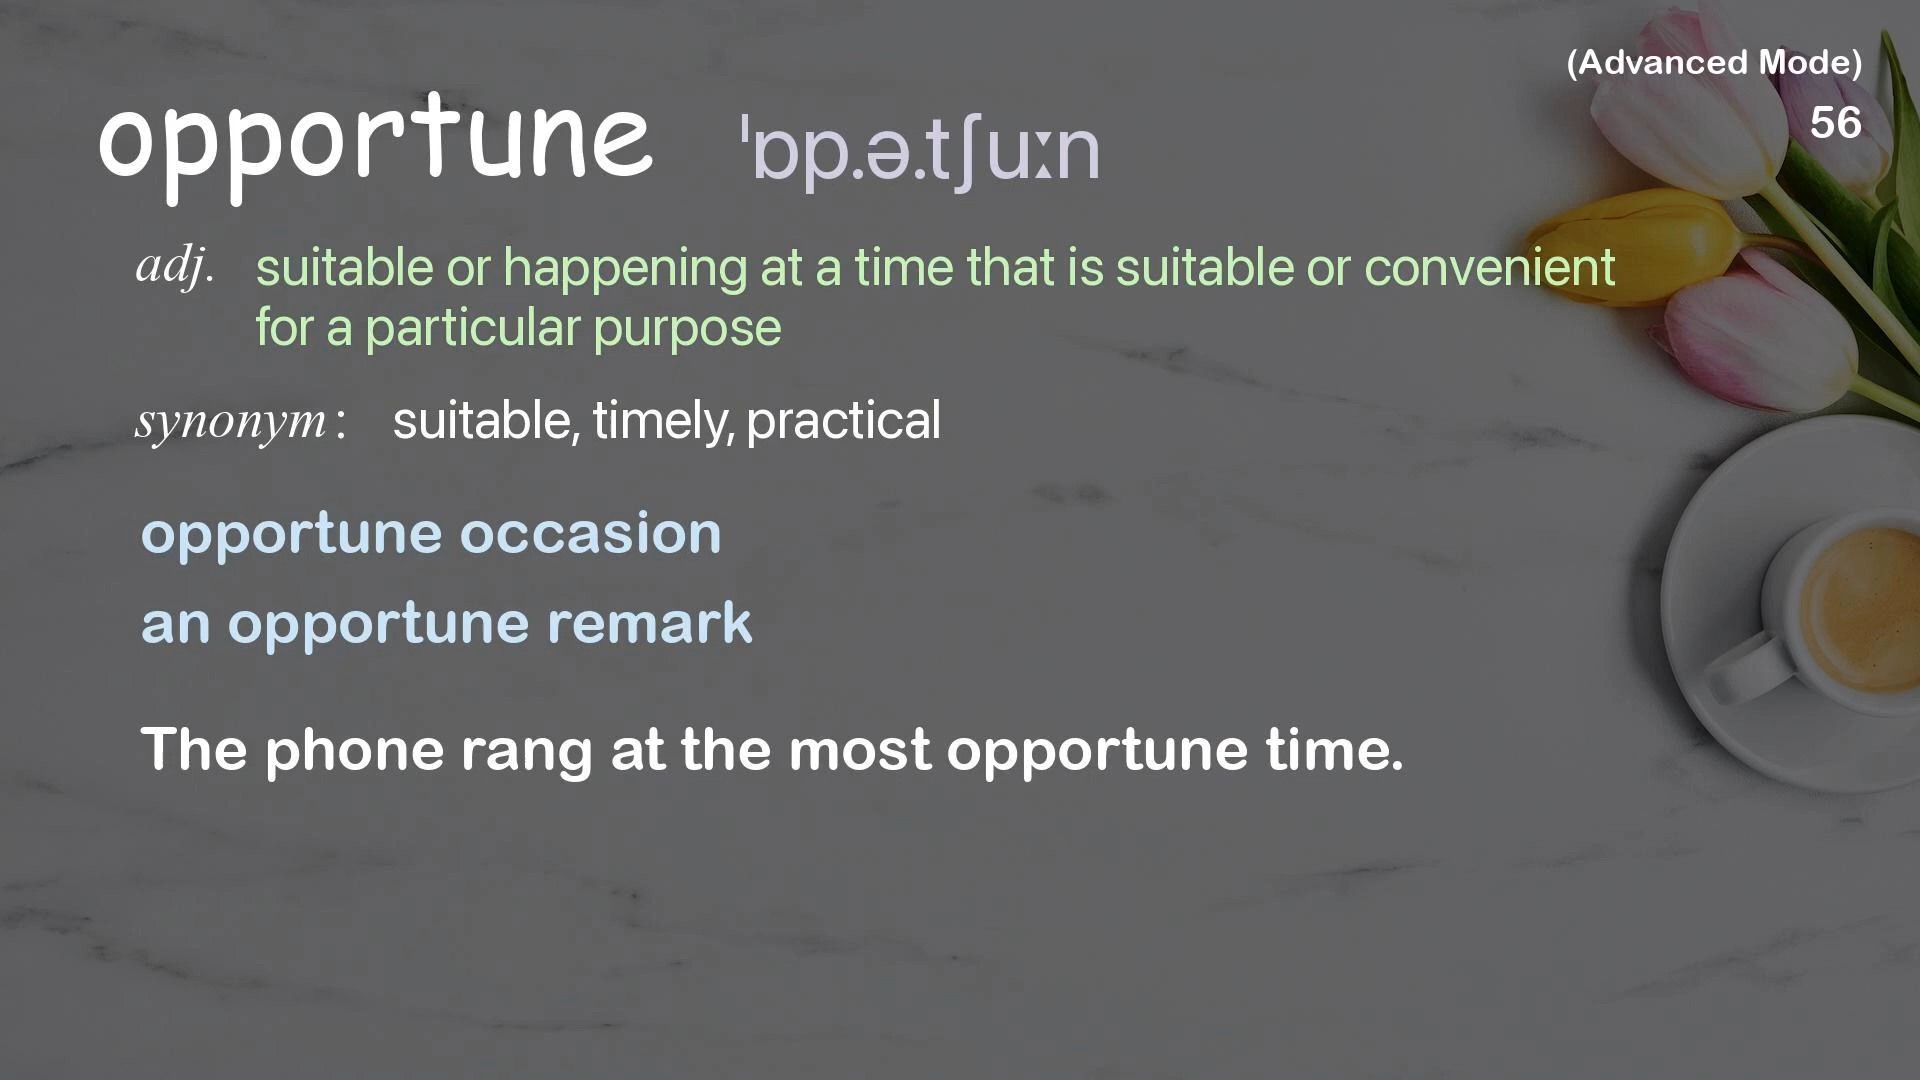 (Advanced Mode)
56
opportune ˈɒp.ə.tʃuːn
adj. suitable or happening at a time that is suitable or convenient
for a particular purpose
synonym : suitable, timely, practical
opportune occasion
an opportune remark
The phone rang at the most opportune time.